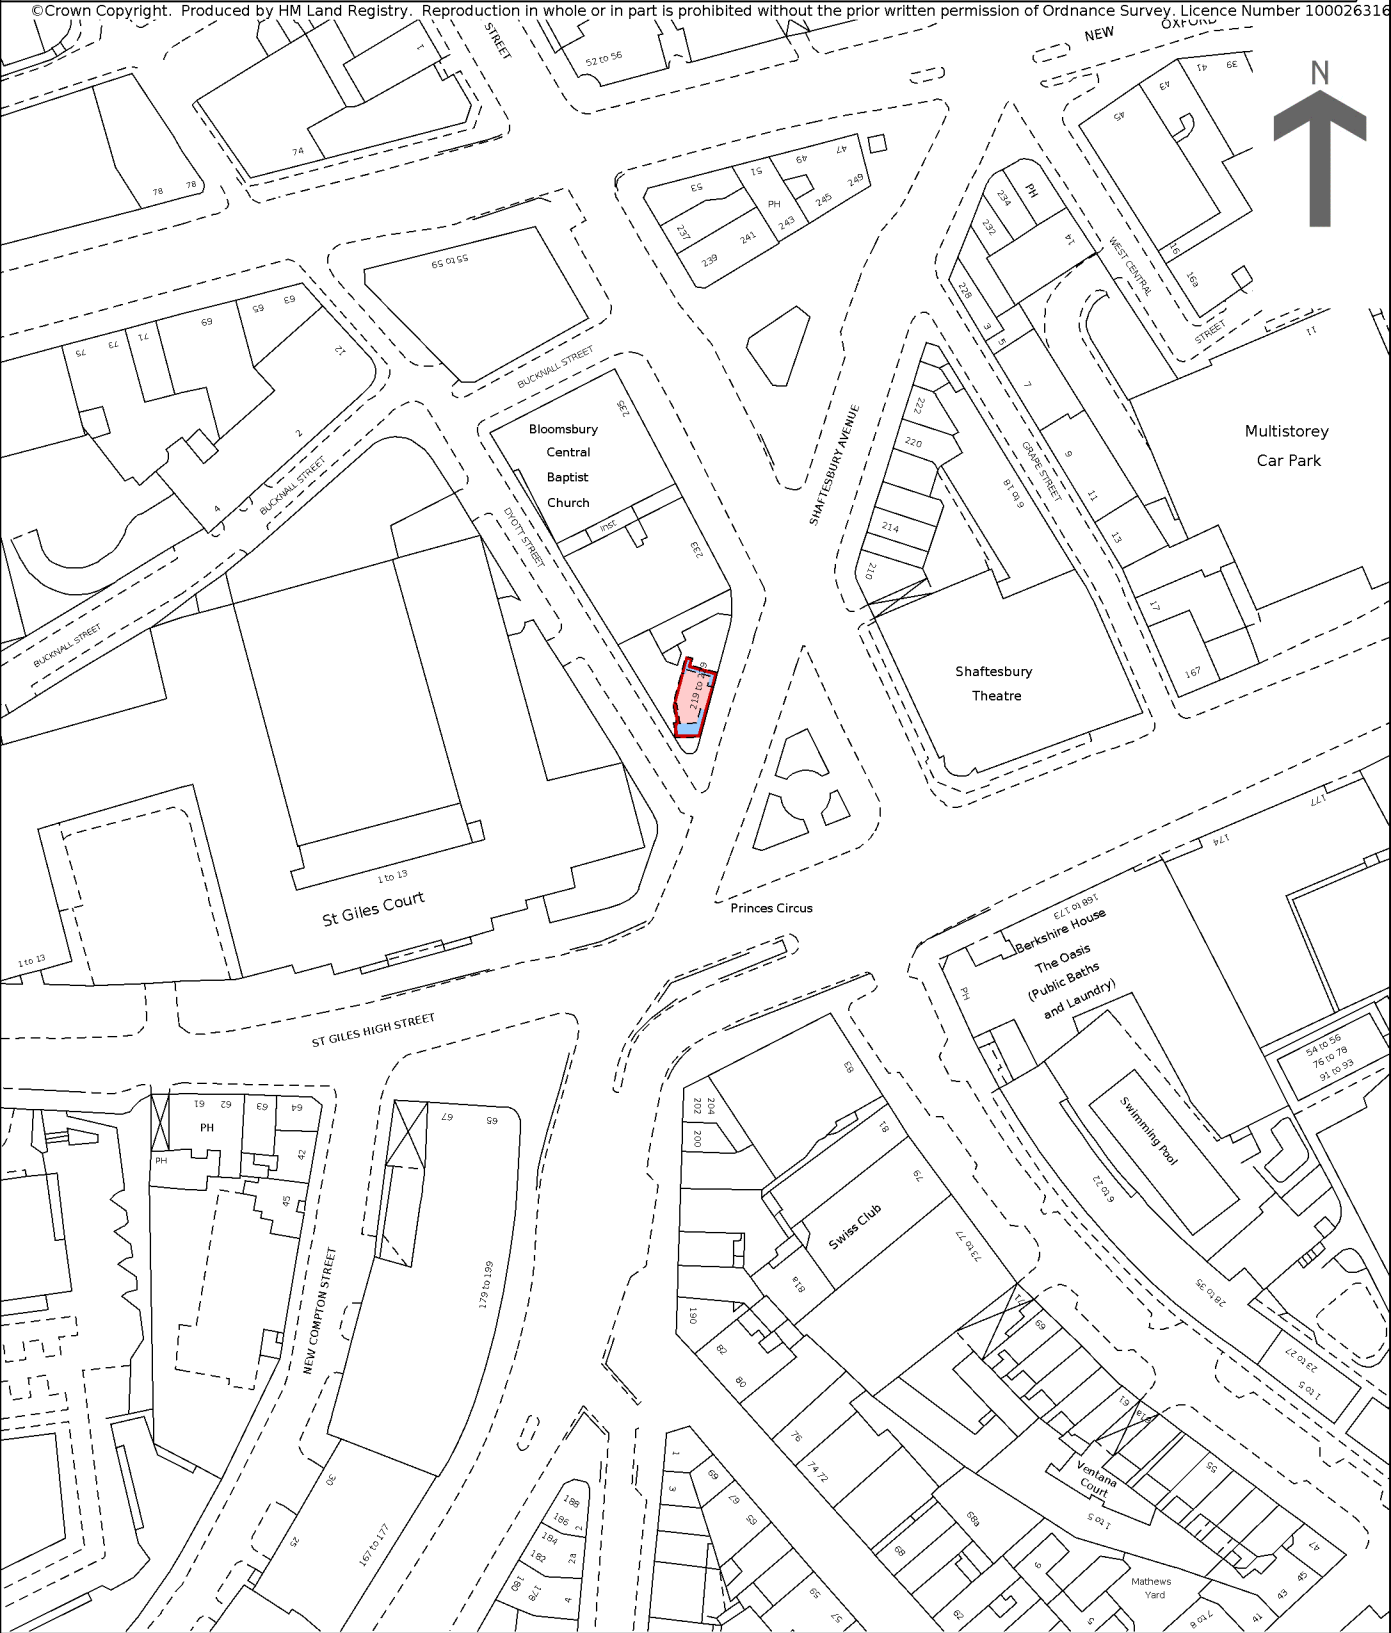 ©Crown Copyright. Produced by HM Land Registry. Reproduction in whole or in part is prohibited without the prior written permission of Ordnance Survey. Licence Number 100026316
NEW OXFORD
STREET
52 to 56
N
1
74
78
78
53
51
49
47
PH
237
239
241
243
245
249
45
43
41
39
PH
234
232
14
228
3
5
7
9
11
13
17
167
16
16a
WEST CENTRAL
STREET
11
55 to 59
63
65
69
71
73
75
12
2
4
BUCKNALL STREET
BUCKNALL STREET
BUCKNALL STREET
235
Bloomsbury
Central
Baptist
Church
Inst
233
DYOTT STREET
SHAFTESBURY AVENUE
222
220
214
210
GRAPE STREET
6 to 18
Multistorey
Car Park
Shaftesbury
Theatre
219 to
1 to 13
St Giles Court
1 to 13
Princes Circus
177
174
168 to 173
Berkshire House
The Oasis
(Public Baths
and Laundry)
PH
ST GILES HIGH STREET
54 to 56
76 to 78
91 to 93
83
61
62
63
64
PH
PH
42
45
67
65
202
204
200
81
79
Swiss Club
73 to 77
81a
190
Swimming Pool
6 to 22
28 to 35
23 to 27
1 to 5
NEW COMPTON STREET
179 to 199
82
80
76
74 72
71
69
61
61a
55
Ventana
Court
1 to 5
47
45
43
41
30
25
167 to 177
188
186
184
182
180
178
2
2a
4
1
3
69
67
65
59
57
68a
68
62
9
5
Mathews
Yard
7 to 8